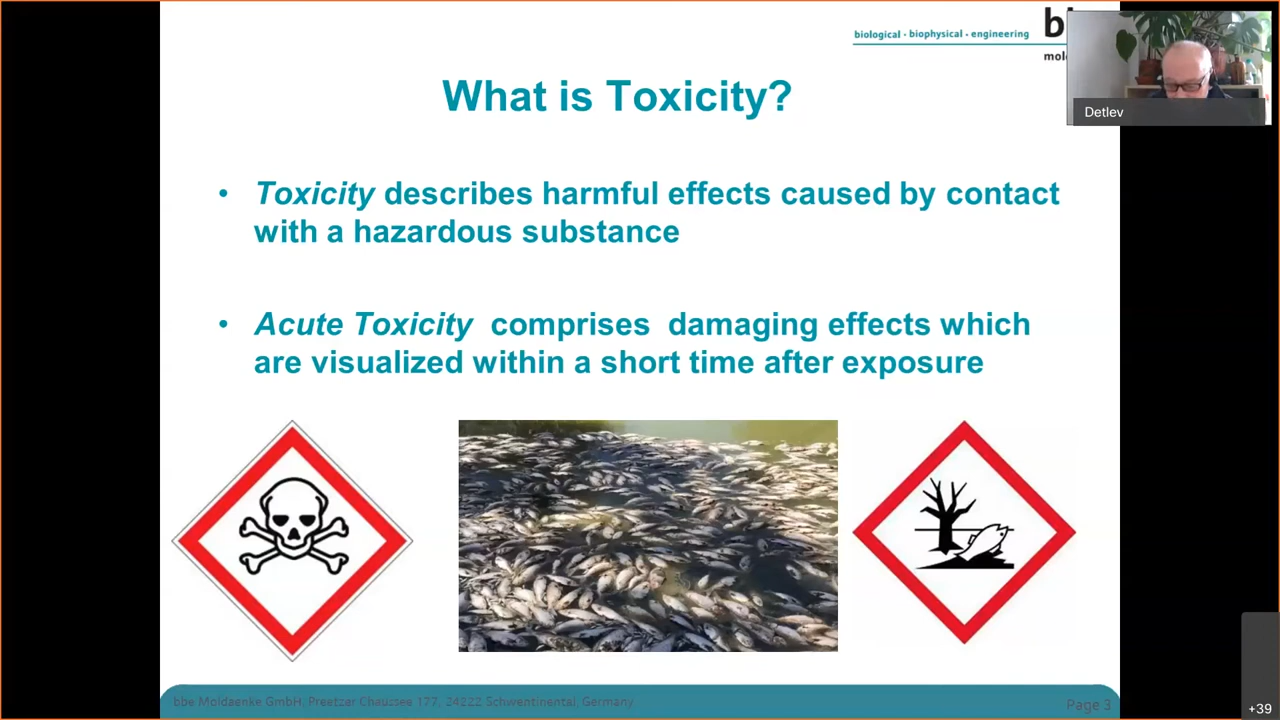 biological · biophysical · engineering
What is Toxicity?
Detlev
• Toxicity describes harmful effects caused by contact
with a hazardous substance
• Acute Toxicity comprises damaging effects which
are visualized within a short time after exposure
bbe Moldaenke GmbH, Preetzer Chaussee 177, 24222 Schwentinental, Germany
Page 3
+39